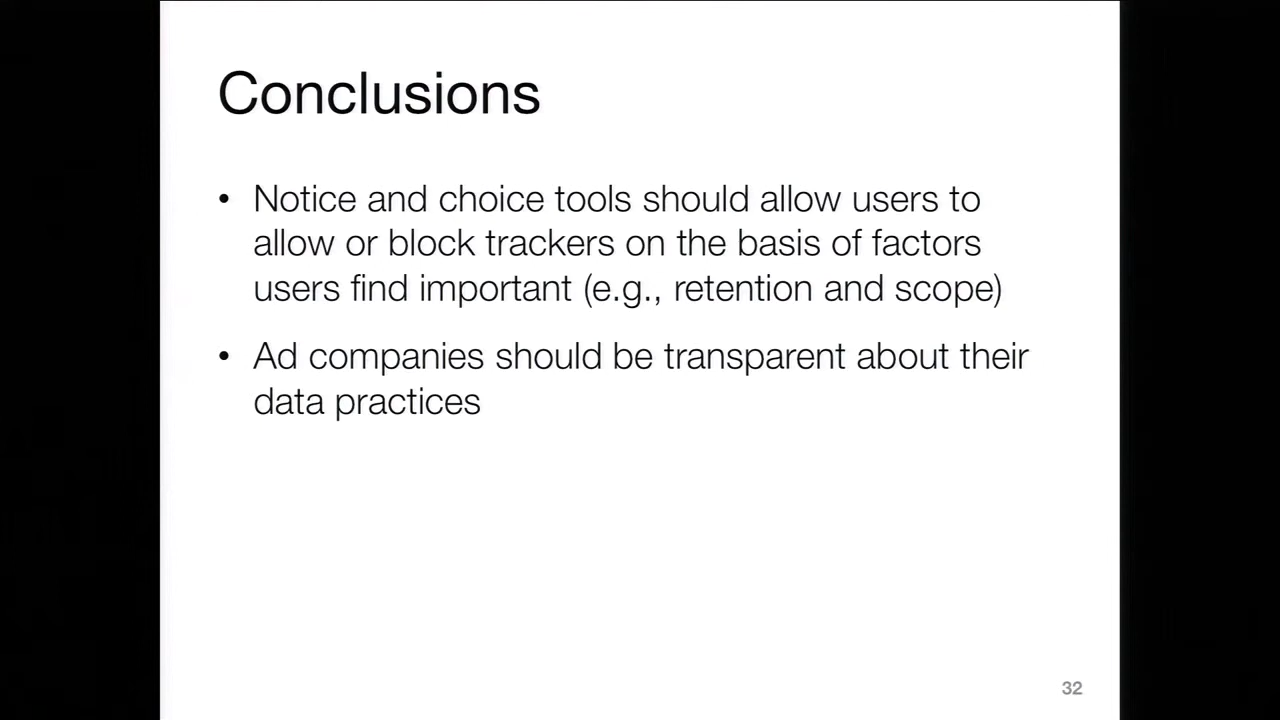 Conclusions
• Notice and choice tools should allow users to
allow or block trackers on the basis of factors
users find important (e.g., retention and scope)
• Ad companies should be transparent about their
data practices
32